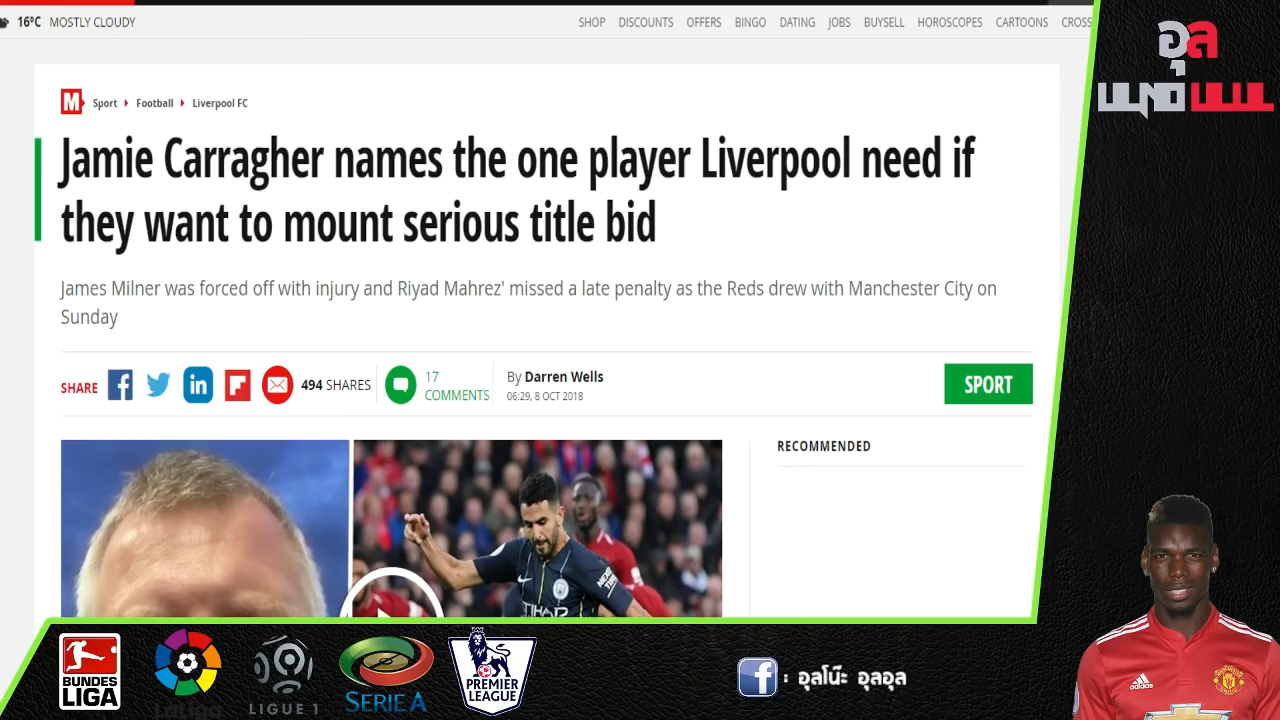 16°C MOSTLY CLOUDY
SHOP DISCOUNTS OFFERS BINGO DATING JOBS BUYSELL HOROSCOPES CARTOONS CROSS
อุล
M Sport Football Liverpool FC
Jamie Carragher names the one player Liverpool need if
they want to mount serious title bid
James Milner was forced off with injury and Riyad Mahrez' missed a late penalty as the Reds drew with Manchester City on
Sunday
SHARE 494 SHARES
17
COMMENTS
By Darren Wells
06:29, 8 OCT 2018
SPORT
RECOMMENDED
BUNDES
LIGA
LaLiga
LIGUE 1
SERIE A
PREMIER
LEAGUE
: อุลโน๊ะ อุลอุล
adidas